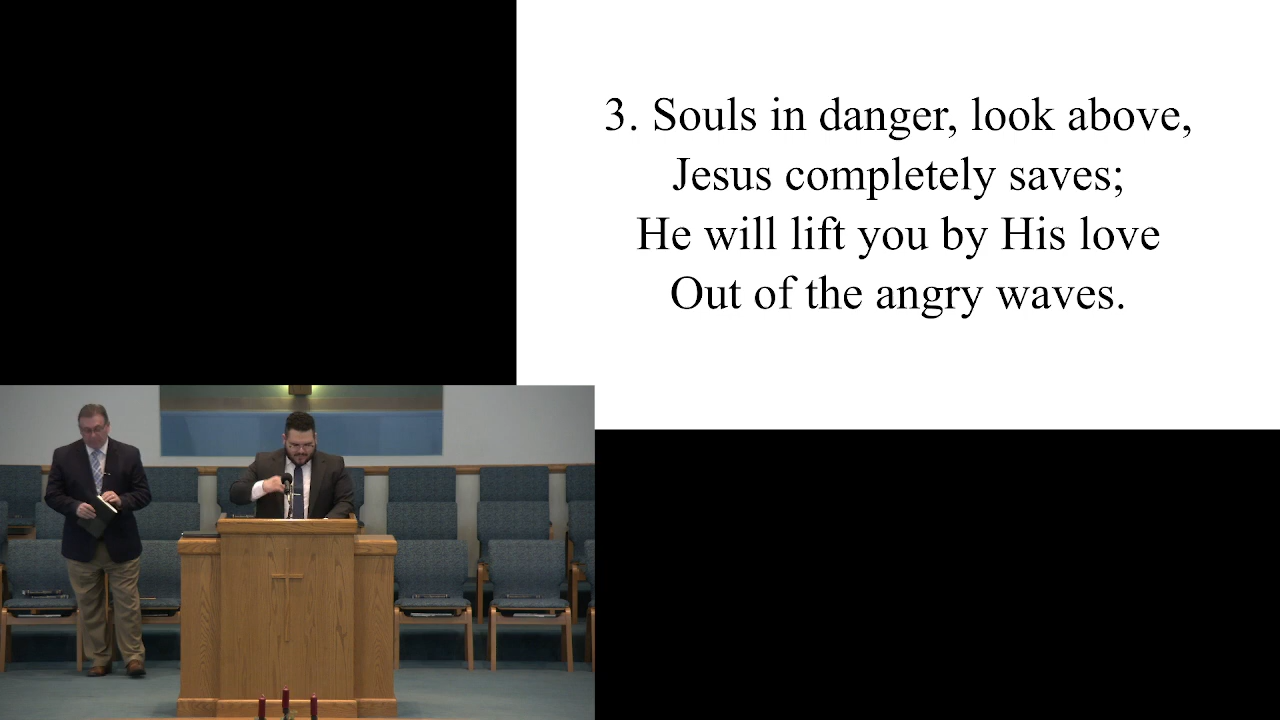 3. Souls in danger, look above,
Jesus completely saves;
He will lift you by His love
Out of the angry waves.